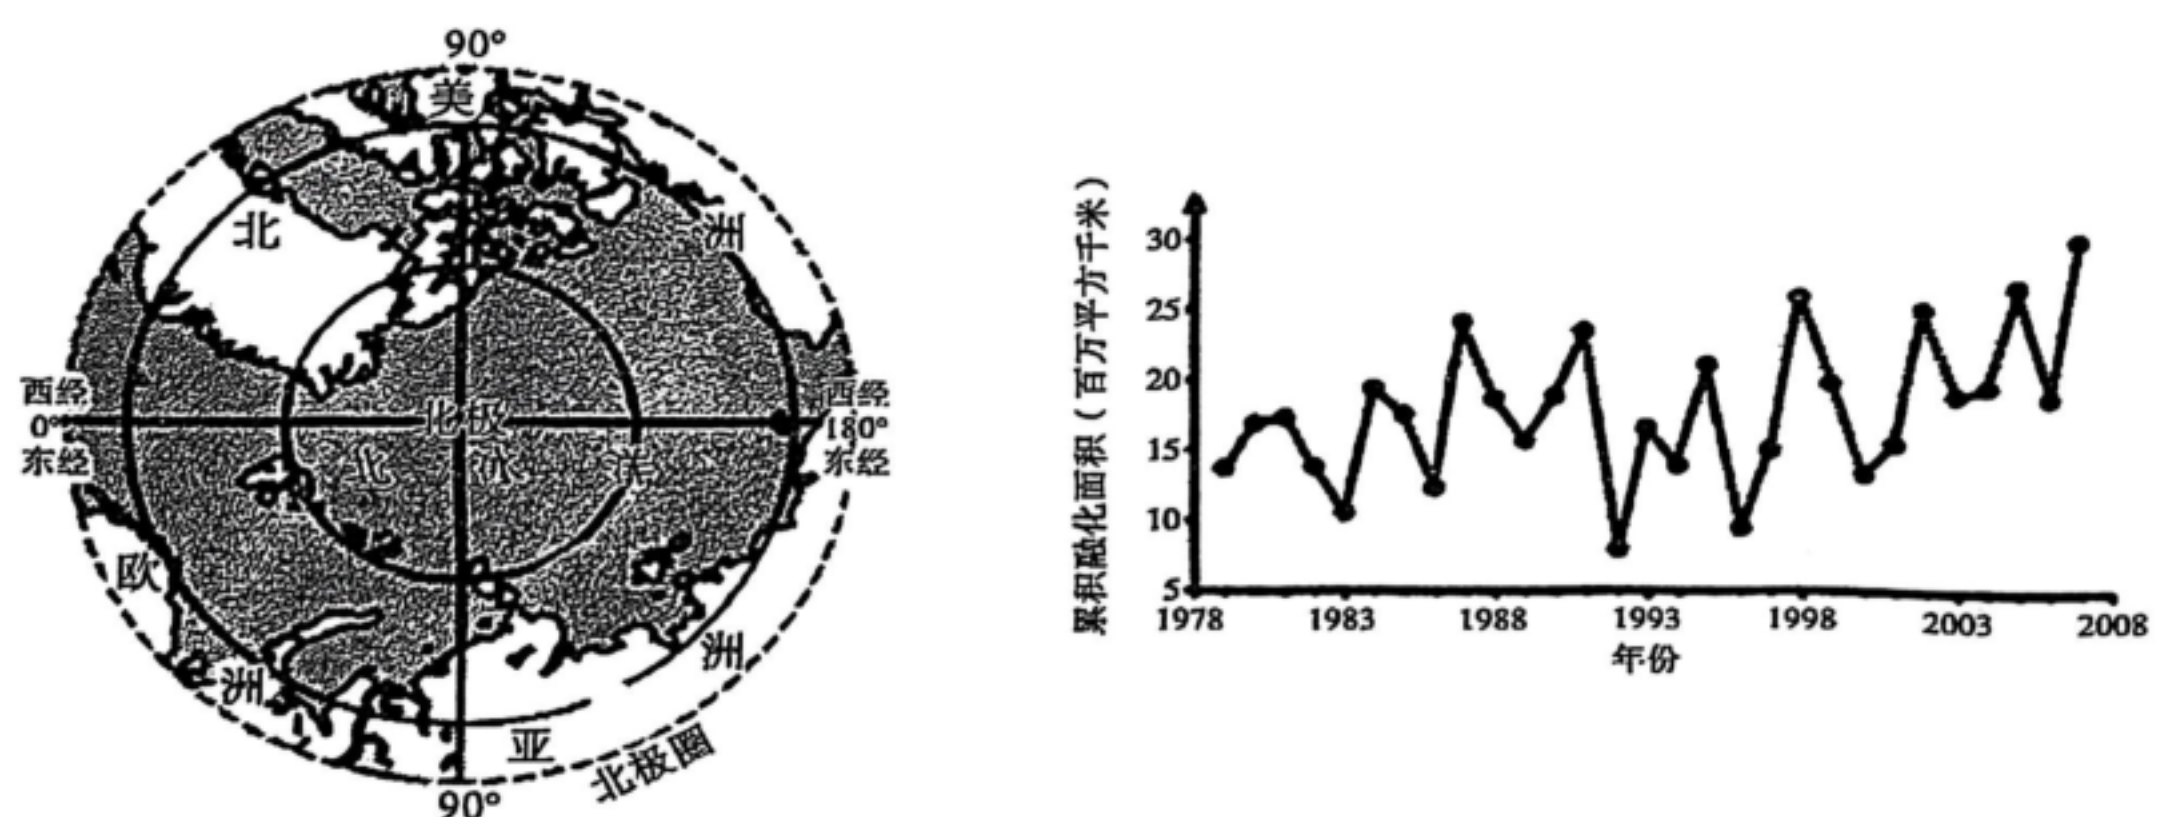 90°
美
北
洲
西经
0°
东经
西经
180°
东经
北极
北 冰 洋
欧
洲
洲
亚
北极圈
90°
累积融化面积（百万平方千米）
30
25
20
15
10
5
1978 1983 1988 1993 1998 2003 2008
年份